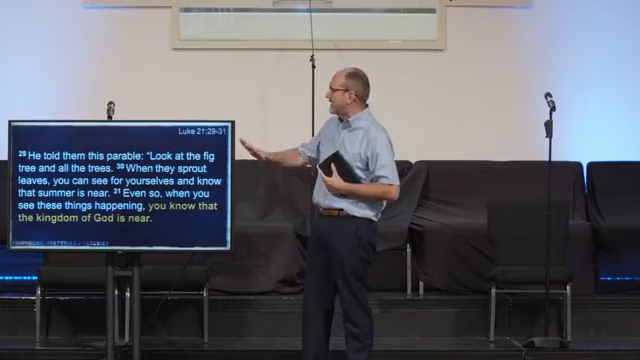 Luke 21:29-31
29 He told them this parable: "Look at the fig
tree and all the trees. 30 When they sprout
leaves, you can see for yourselves and know
that summer is near. 31 Even so, when you
see these things happening, you know that
the kingdom of God is near.